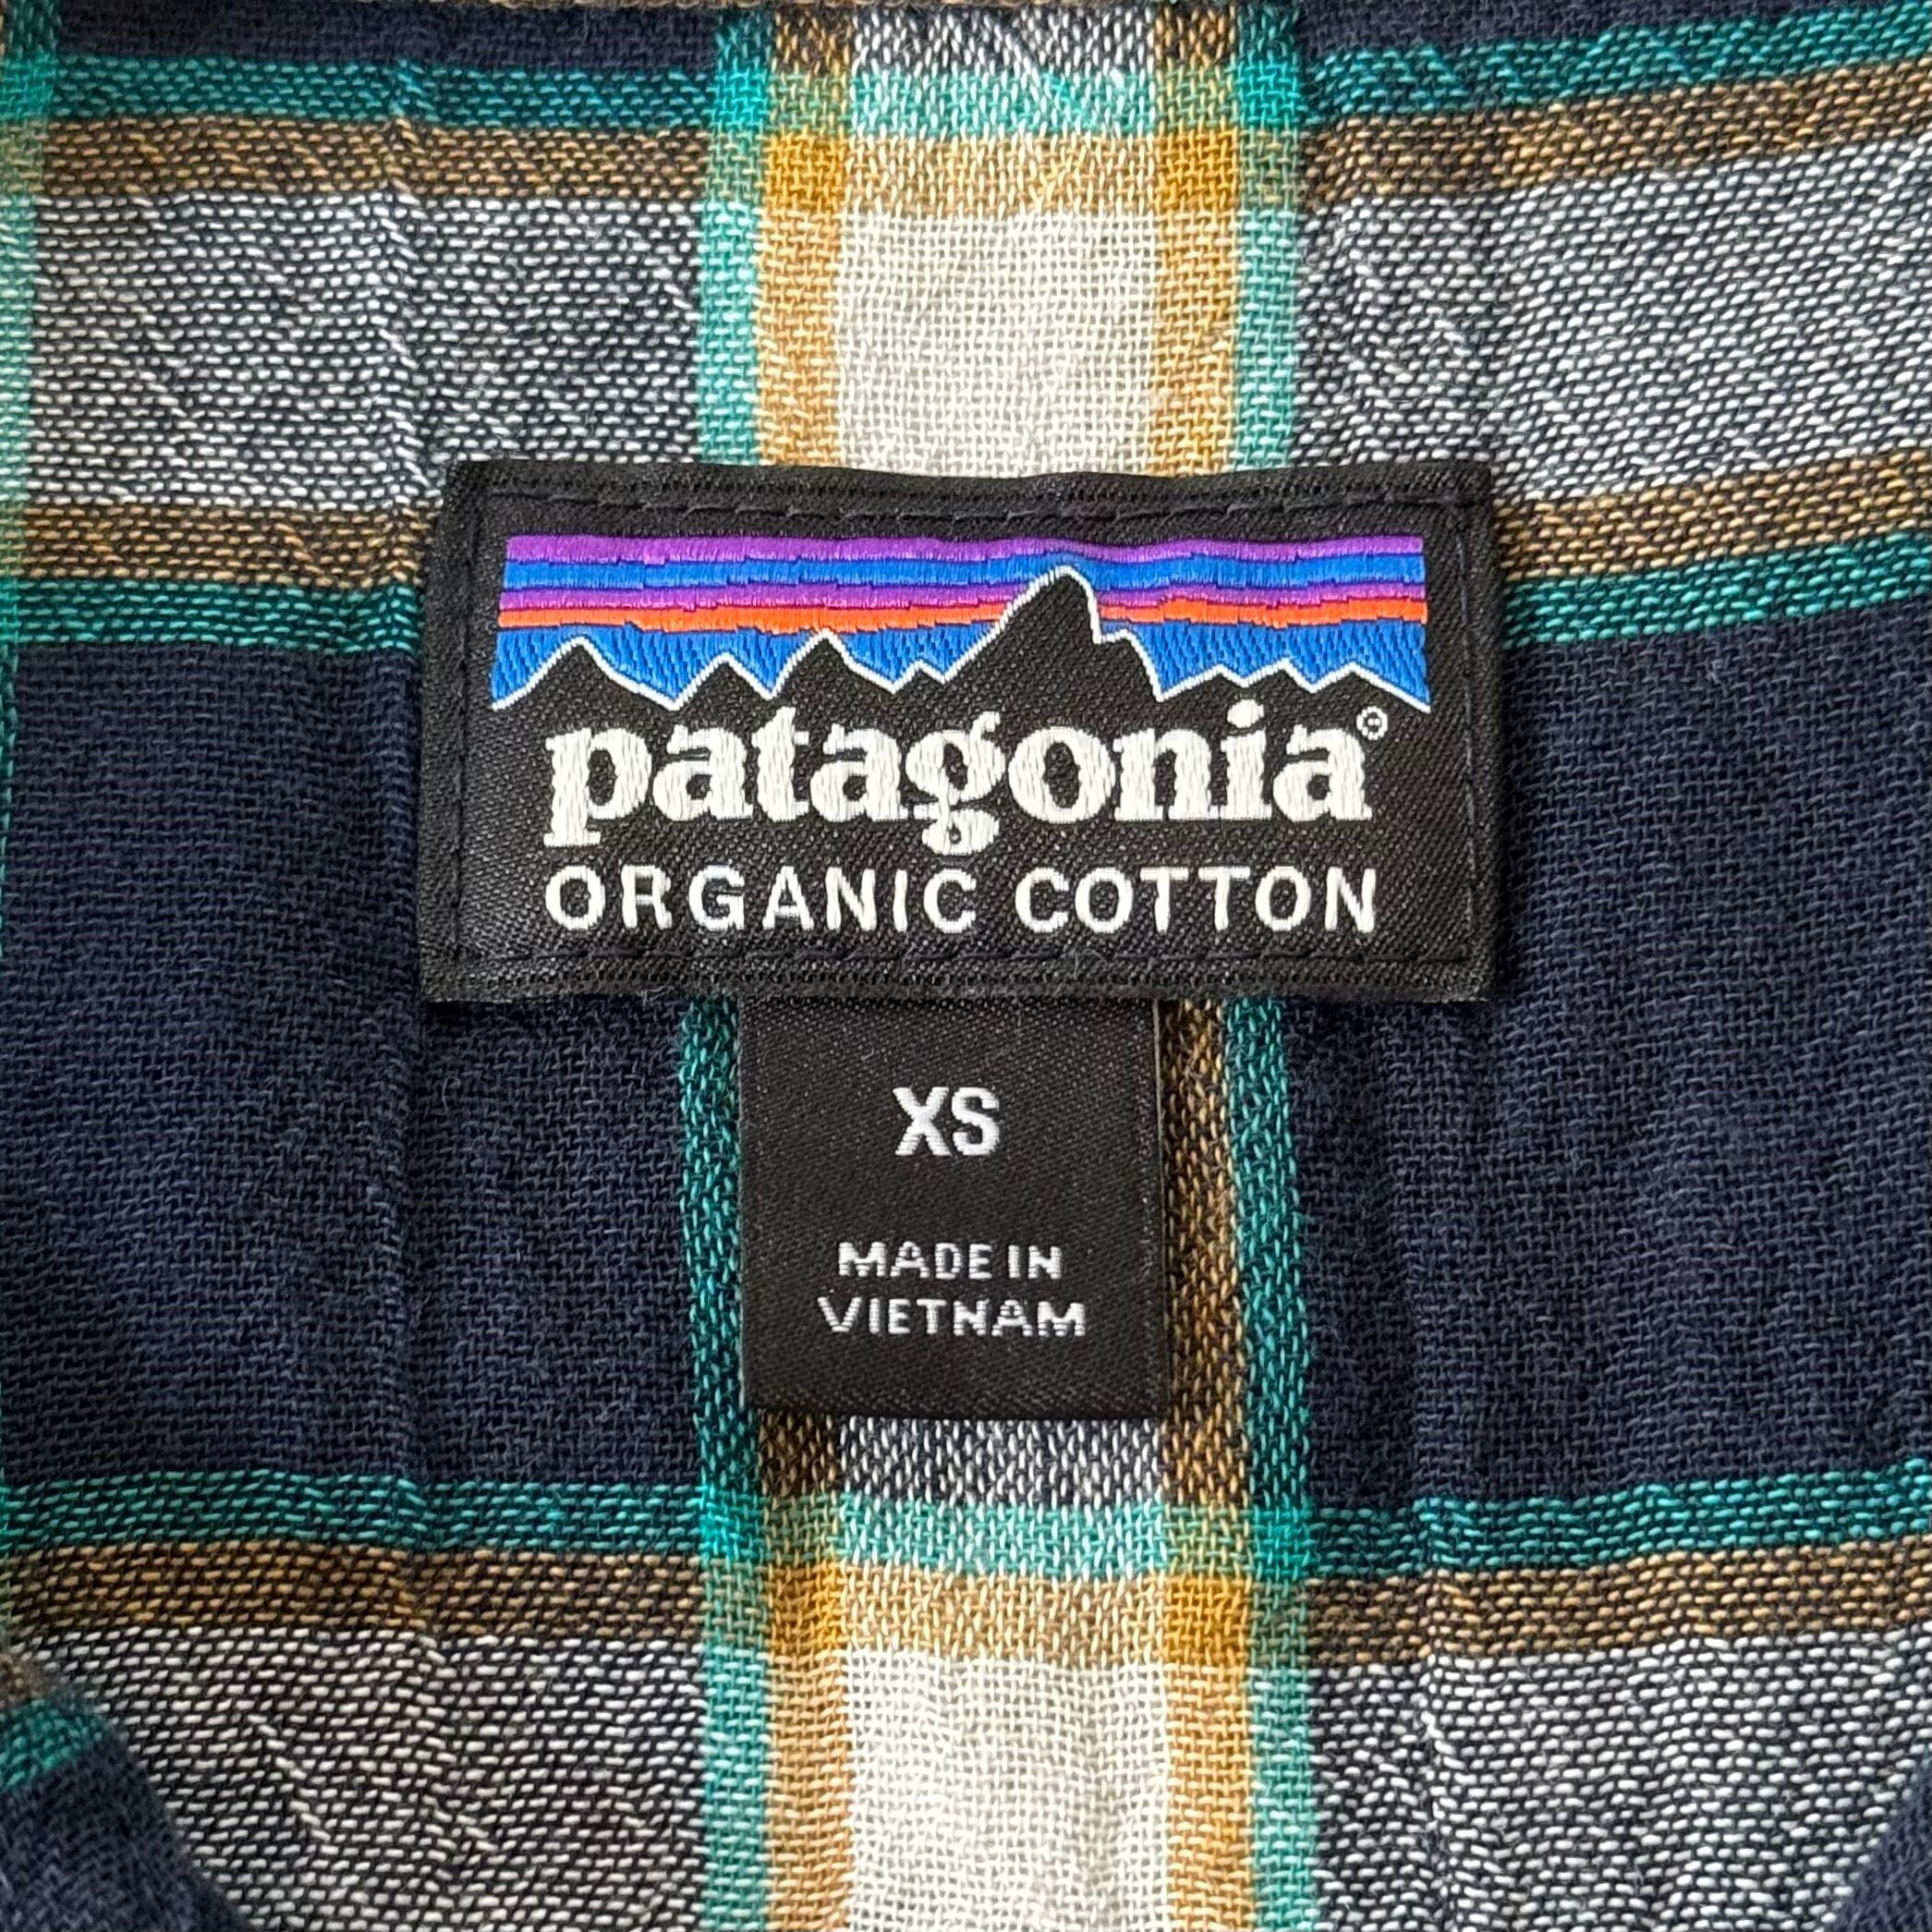 patagonia®
ORGANIC COTTON
XS
MADE IN
VIETNAM